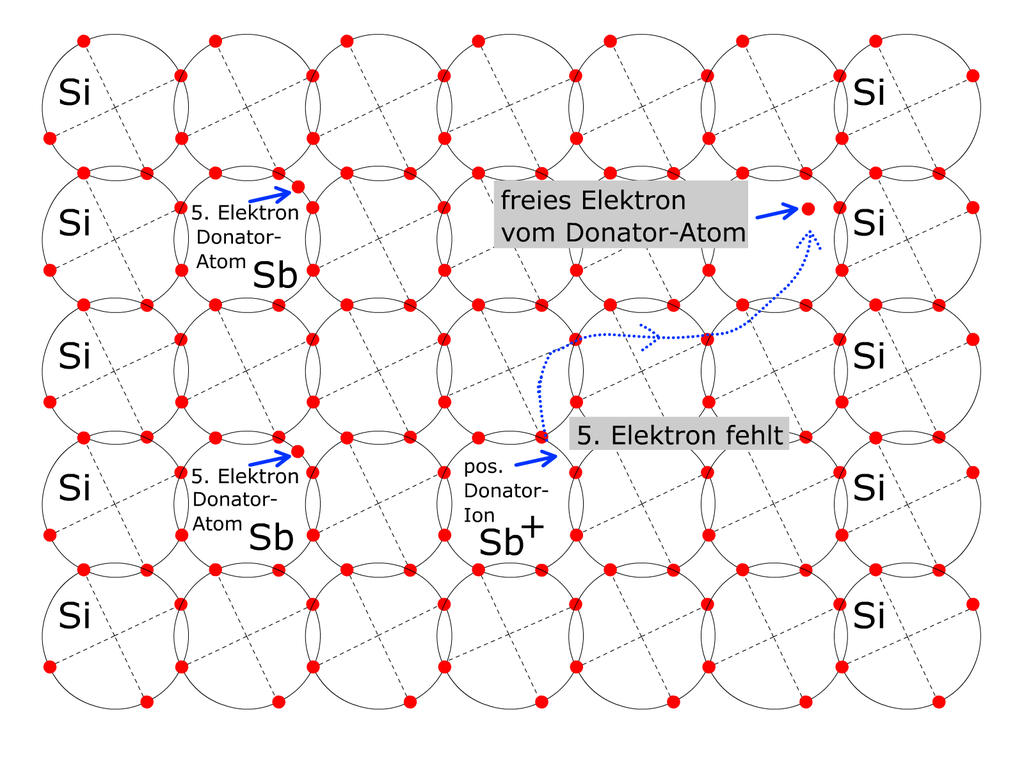 Si
Si
Si
5. Elektron
Donator-
Atom
Sb
freies Elektron
vom Donator-Atom
Si
Si
Si
Si
5. Elektron
Donator-
Atom
Sb
pos.
Donator-
Ion
Sb+
5. Elektron fehlt
Si
Si
Si